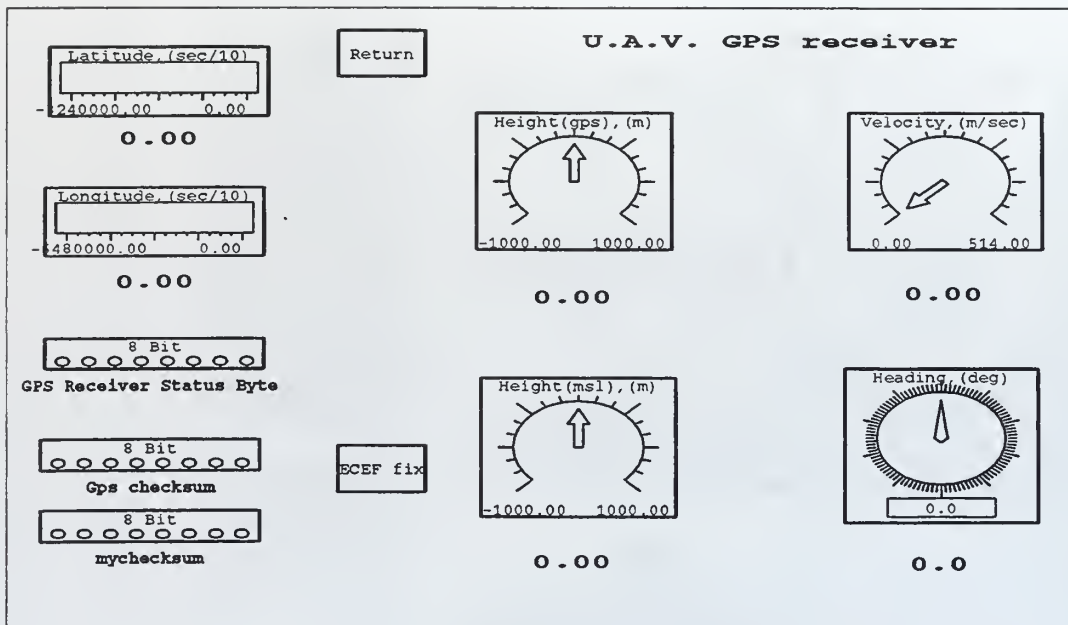 U.A.V. GPS receiver
Return
Latitude, (sec/10)
-3240000.00 0.00
0.00
Longitude, (sec/10)
-6480000.00 0.00
0.00
8 Bit
GPS Receiver Status Byte
8 Bit
Gps checksum
8 Bit
mychecksum
ECEF fix
Height(gps), (m)
-1000.00 1000.00
0.00
Velocity, (m/sec)
0.00 514.00
0.00
Height(msl), (m)
-1000.00 1000.00
0.00
Heading, (deg)
0.0
0.0